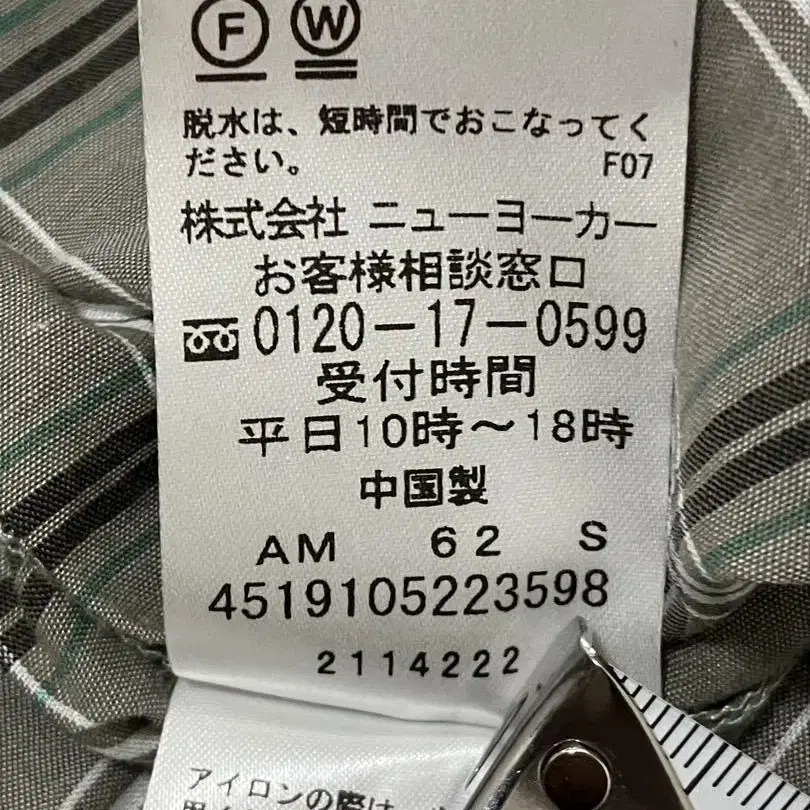 F W
脱水は、短時間でおこなってく
ださい。 F07
株式会社 ニューヨーカー
お客様相談窓口
0120-17-0599
受付時間
平日10時〜18時
中国製
AM 62 S
4519105223598
2114222
アイロンの際は